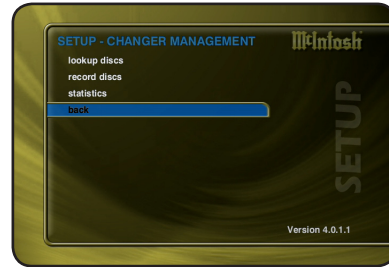 SETUP - CHANGER MANAGEMENT
McIntosh
lookup discs
record discs
statistics
back
SETUP
Version 4.0.1.1